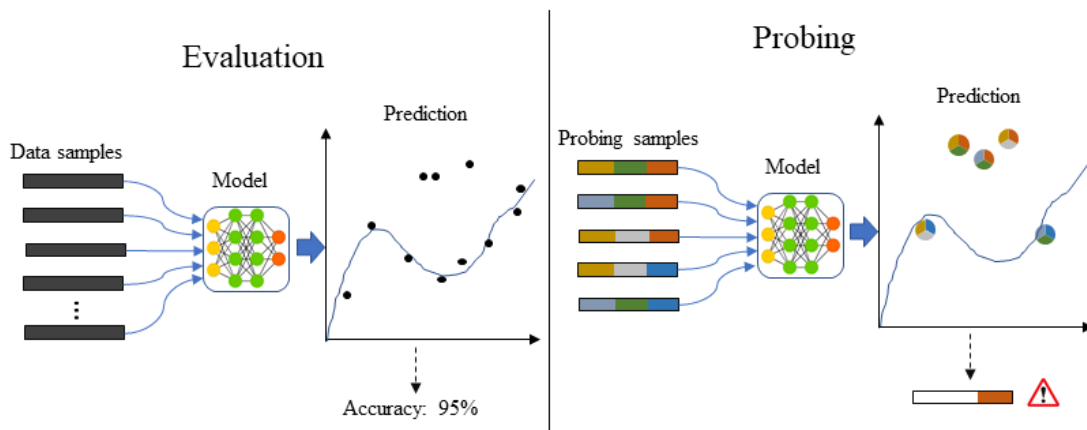 Evaluation
Data samples
Model
Prediction
...
Accuracy: 95%
Probing
Probing samples
Model
Prediction
!